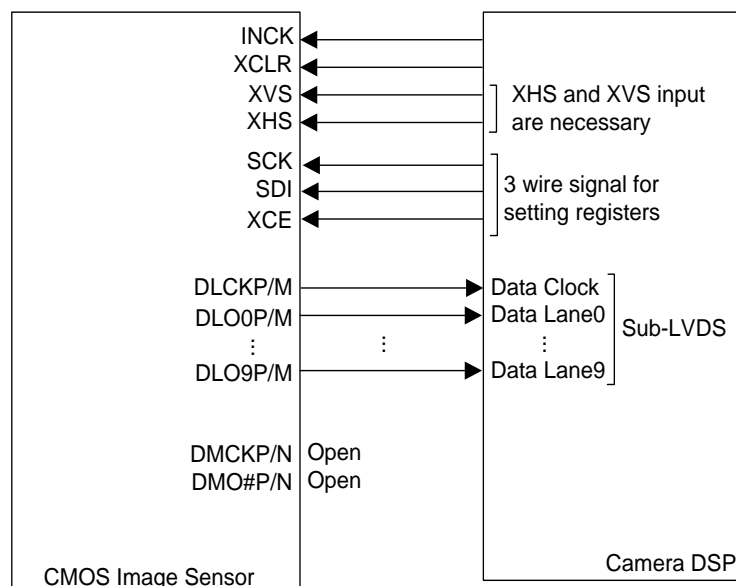 INCK
XCLR
XVS
XHS
XHS and XVS input
are necessary
SCK
SDI
XCE
3 wire signal for
setting registers
DLCKP/M
Data Clock
DLO0P/M
Data Lane0
⋮
⋮
⋮
DLO9P/M
Data Lane9
Sub-LVDS
DMCKP/N Open
DMO#P/N Open
CMOS Image Sensor
Camera DSP